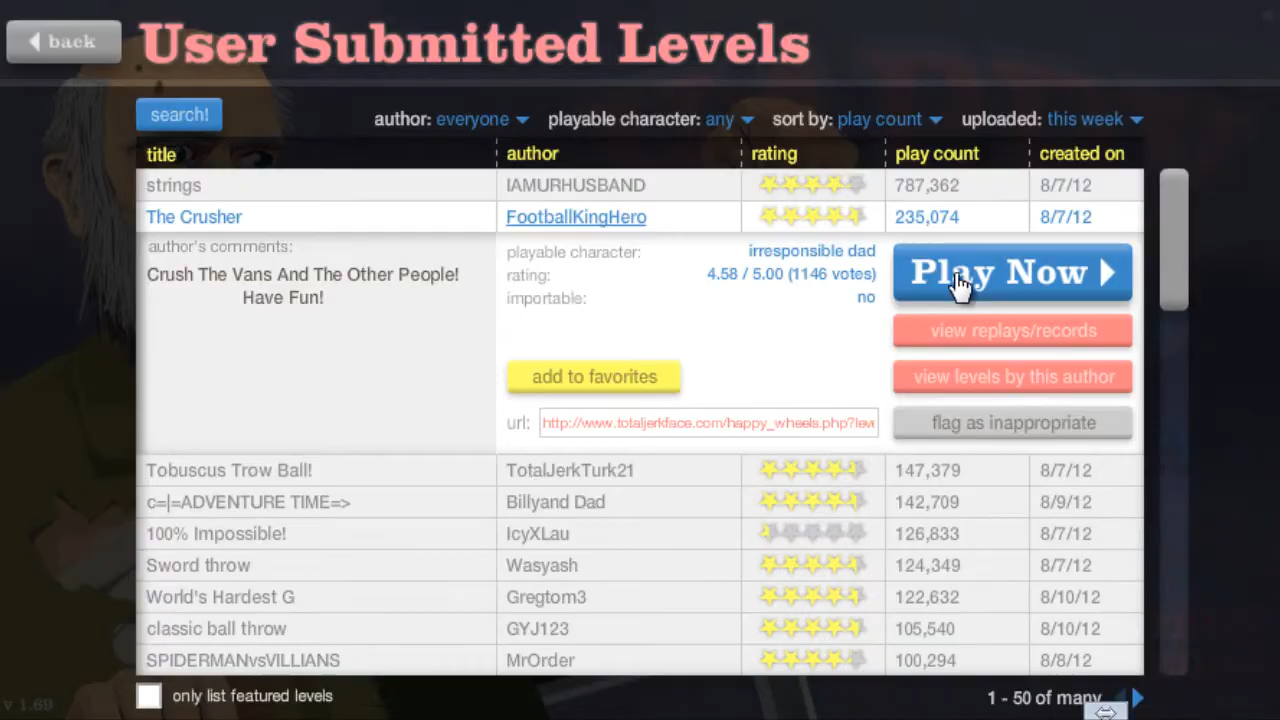 back
User Submitted Levels
search!
author: everyone playable character: any sort by: play count uploaded: this week
title author rating play count created on
strings IAMURHUSBAND 787,362 8/7/12
The Crusher FootballKingHero 235,074 8/7/12
author's comments:
Crush The Vans And The Other People!
Have Fun!
playable character: irresponsible dad
rating: 4.58 / 5.00 (1146 votes)
importable: no
add to favorites
url: http://www.totaljerkface.com/happy_wheels.php?lev
Play Now
view replays/records
view levels by this author
flag as inappropriate
Tobuscus Trow Ball! TotalJerkTurk21 147,379 8/7/12
c=|=ADVENTURE TIME=> Billyand Dad 142,709 8/9/12
100% Impossible! IcyXLau 126,833 8/7/12
Sword throw Wasyash 124,349 8/7/12
World's Hardest G Gregtom3 122,632 8/10/12
classic ball throw GYJ123 105,540 8/10/12
SPIDERMANvsVILLIANS MrOrder 100,294 8/8/12
only list featured levels
1 - 50 of many
v 1.69